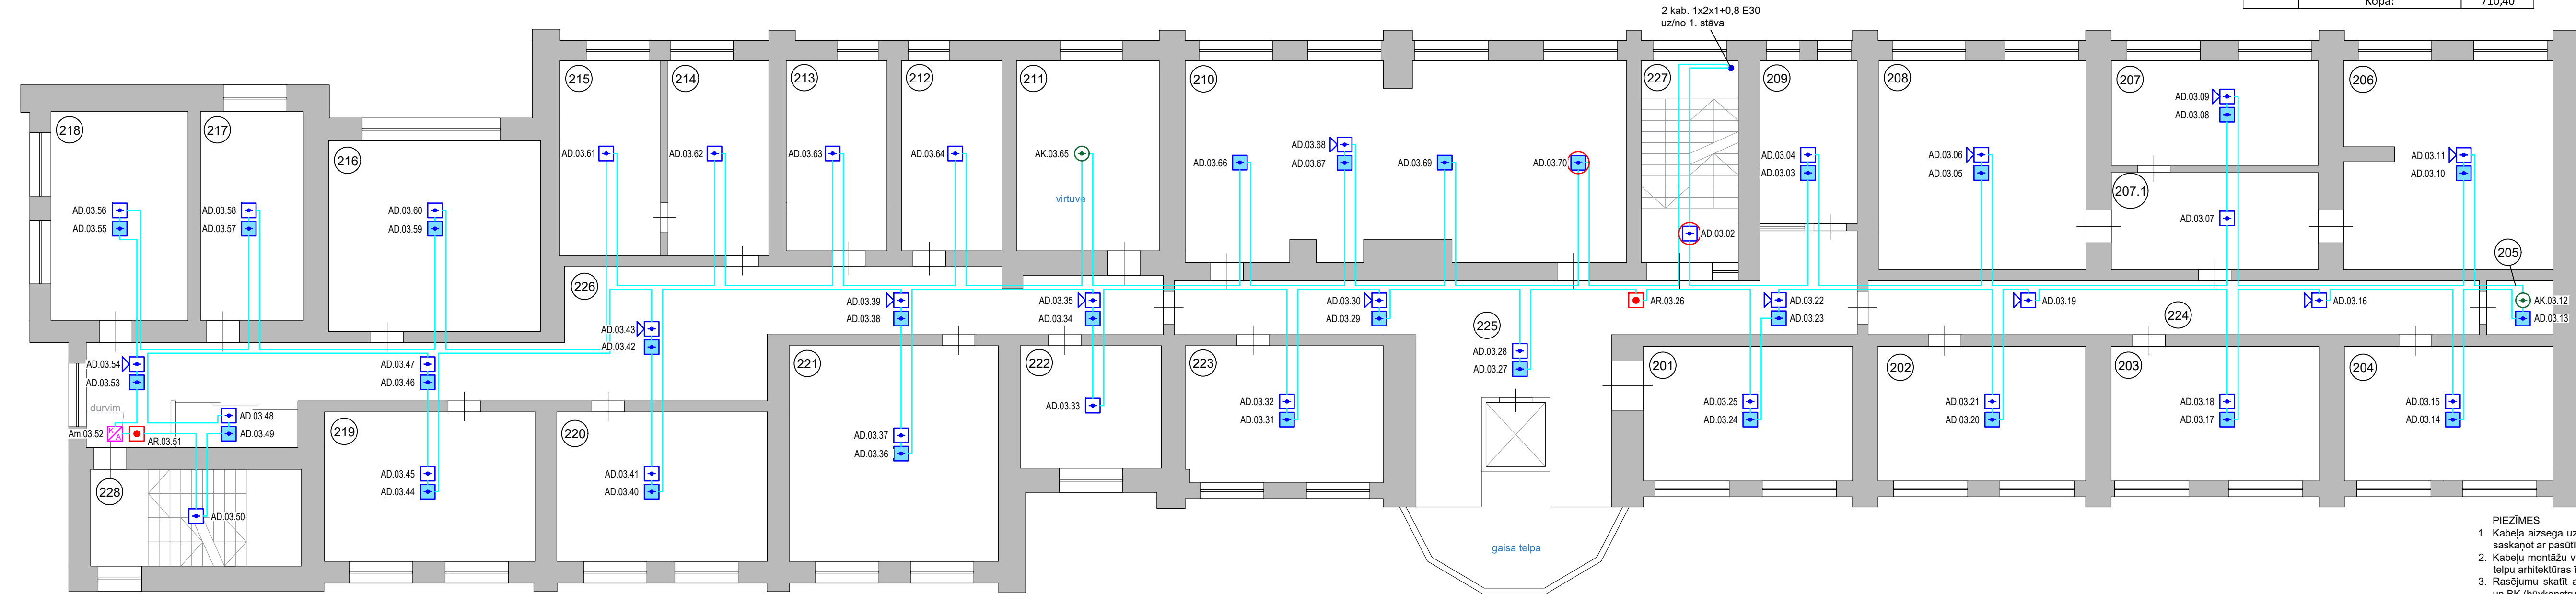 Kopā:
710,40
2 kab. 1x2x1+0,8 E30
uz/no 1. stāva
215
214
213
212
211
210
227
209
208
207
206
218
217
216
AD.03.09
AD.03.08
AD.03.61
AD.03.62
AD.03.63
AD.03.64
AK.03.65
AD.03.66
AD.03.68
AD.03.67
AD.03.69
AD.03.70
AD.03.04
AD.03.03
AD.03.06
AD.03.05
AD.03.11
AD.03.10
virtuve
207.1
AD.03.07
AD.03.56
AD.03.55
AD.03.58
AD.03.57
AD.03.60
AD.03.59
AD.03.02
205
226
AD.03.43
AD.03.42
AD.03.39
AD.03.38
AD.03.35
AD.03.34
AD.03.30
AD.03.29
AR.03.26
AD.03.22
AD.03.23
AD.03.19
AD.03.16
224
AK.03.12
AD.03.13
225
AD.03.28
AD.03.27
AD.03.54
AD.03.53
AD.03.47
AD.03.46
221
222
223
201
202
203
204
durvim
AD.03.48
AD.03.49
Am.03.52
AR.03.51
219
220
AD.03.37
AD.03.36
AD.03.33
AD.03.32
AD.03.31
AD.03.25
AD.03.24
AD.03.21
AD.03.20
AD.03.18
AD.03.17
AD.03.15
AD.03.14
AD.03.45
AD.03.44
AD.03.41
AD.03.40
228
AD.03.50
gaisa telpa
PIEZĪMES
1. Kabeļa aizsega uz
saskaņot ar pasūtī
2. Kabeļu montāžu v
telpu arhitektūras
3. Rasējumu skatīt a